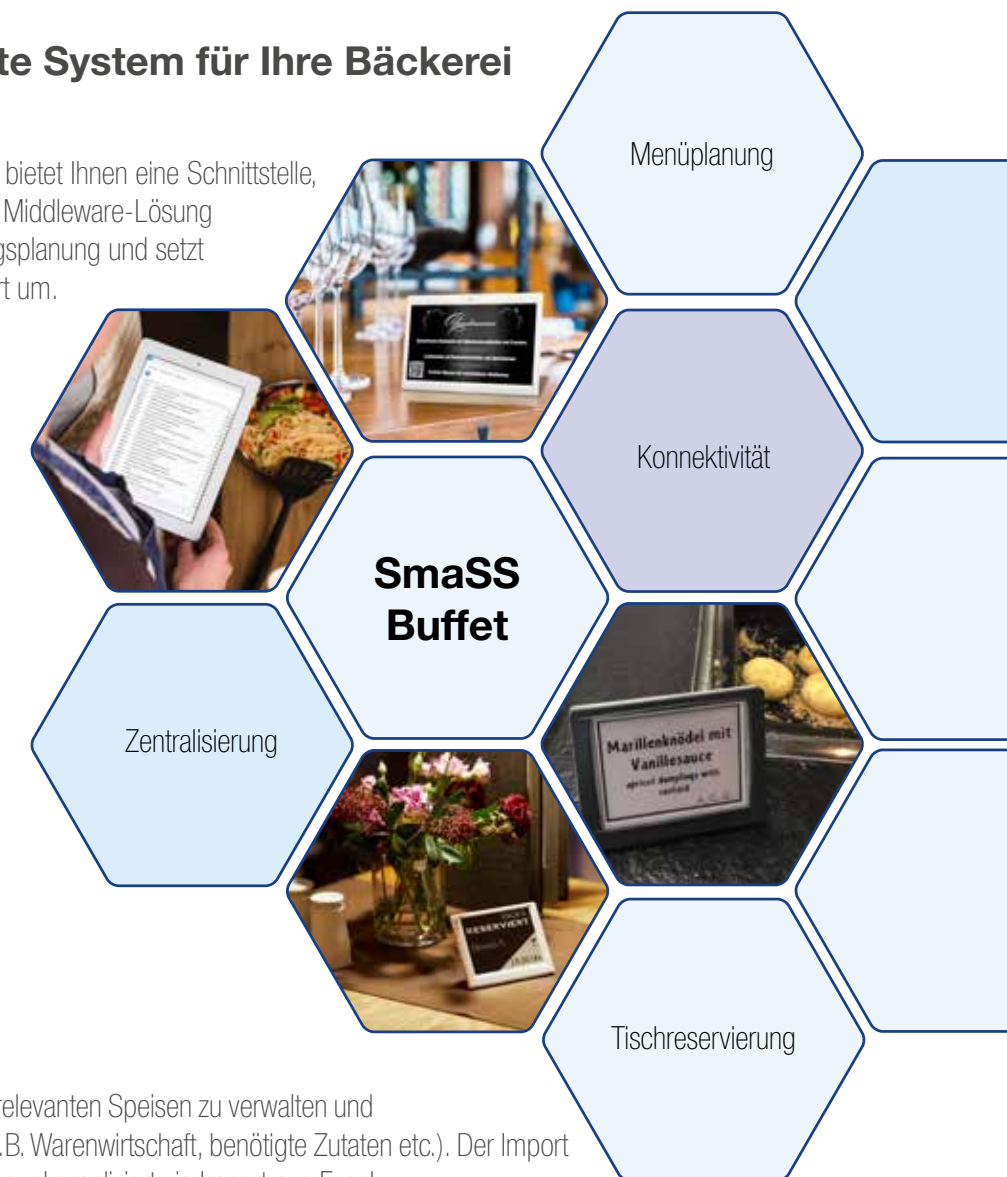 te System für Ihre Bäckerei
bietet Ihnen eine Schnittstelle,
Middleware-Lösung
gsplanung und setzt
rt um.
Menüplanung
Konnektivität
SmaSS
Buffet
Zentralisierung
Marillenknödel mit
Vanillesauce
apricot dumplings with
custard
RESERVIERT
Tischreservierung
relevanten Speisen zu verwalten und
.B. Warenwirtschaft, benötigte Zutaten etc.). Der Import